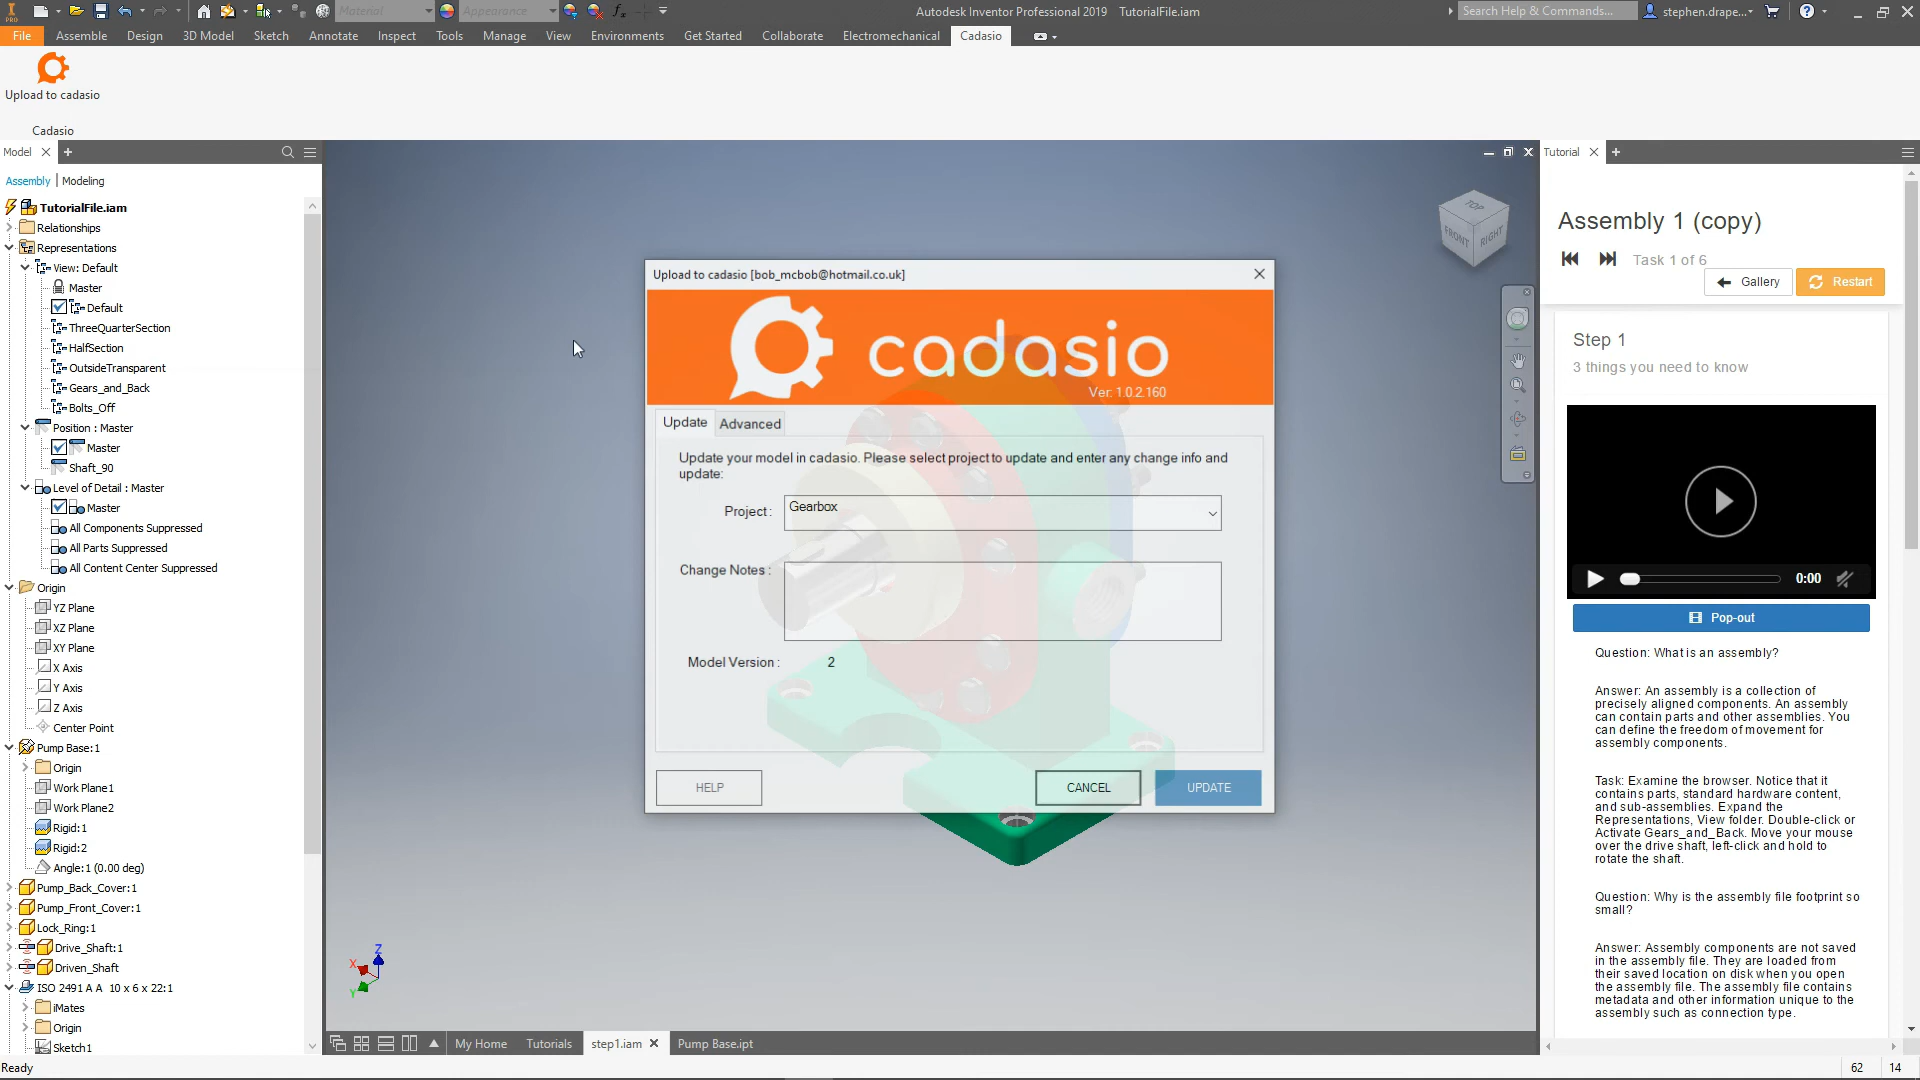 PRO
Material
Appearance
Autodesk Inventor Professional 2019 TutorialFile.iam
Search Help & Commands...
stephen.drape...
File
Assemble
Design
3D Model
Sketch
Annotate
Inspect
Tools
Manage
View
Environments
Get Started
Collaborate
Electromechanical
Cadasio
Upload to cadasio
Cadasio
Model
Assembly
Modeling
TutorialFile.iam
Relationships
Representations
View: Default
Master
Default
ThreeQuarterSection
HalfSection
OutsideTransparent
Gears_and_Back
Bolts_Off
Position : Master
Master
Shaft_90
Level of Detail : Master
Master
All Components Suppressed
All Parts Suppressed
All Content Center Suppressed
Origin
YZ Plane
XZ Plane
XY Plane
X Axis
Y Axis
Z Axis
Center Point
Pump Base:1
Origin
Work Plane1
Work Plane2
Rigid:1
Rigid:2
Angle:1 (0.00 deg)
Pump_Back_Cover:1
Pump_Front_Cover:1
Lock_Ring:1
Drive_Shaft:1
Driven_Shaft
ISO 2491 A A 10 x 6 x 22:1
iMates
Origin
Sketch1
Ready
TOP
FRONT
RIGHT
Upload to cadasio [bob_mcbob@hotmail.co.uk]
cadasio
Ver: 1.0.2.160
Update
Advanced
Update your model in cadasio. Please select project to update and enter any change info and
update:
Project :
Gearbox
Change Notes :
Model Version :
2
HELP
CANCEL
UPDATE
Z
X
Y
My Home
Tutorials
step1.iam
Pump Base.ipt
Tutorial
Assembly 1 (copy)
Task 1 of 6
Gallery
Restart
Step 1
3 things you need to know
0:00
Pop-out
Question: What is an assembly?
Answer: An assembly is a collection of
precisely aligned components. An assembly
can contain parts and other assemblies. You
can define the freedom of movement for
assembly components.
Task: Examine the browser. Notice that it
contains parts, standard hardware content,
and sub-assemblies. Expand the
Representations, View folder. Double-click or
Activate Gears_and_Back. Move your mouse
over the drive shaft, left-click and hold to
rotate the shaft.
Question: Why is the assembly file footprint so
small?
Answer: Assembly components are not saved
in the assembly file. They are loaded from
their saved location on disk when you open
the assembly file. The assembly file contains
metadata and other information unique to the
assembly such as connection type.
62
14